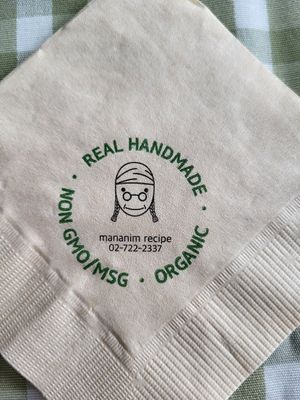 REAL HANDMADE
NON GMO/MSG
ORGANIC
mananim recipe
02-722-2337